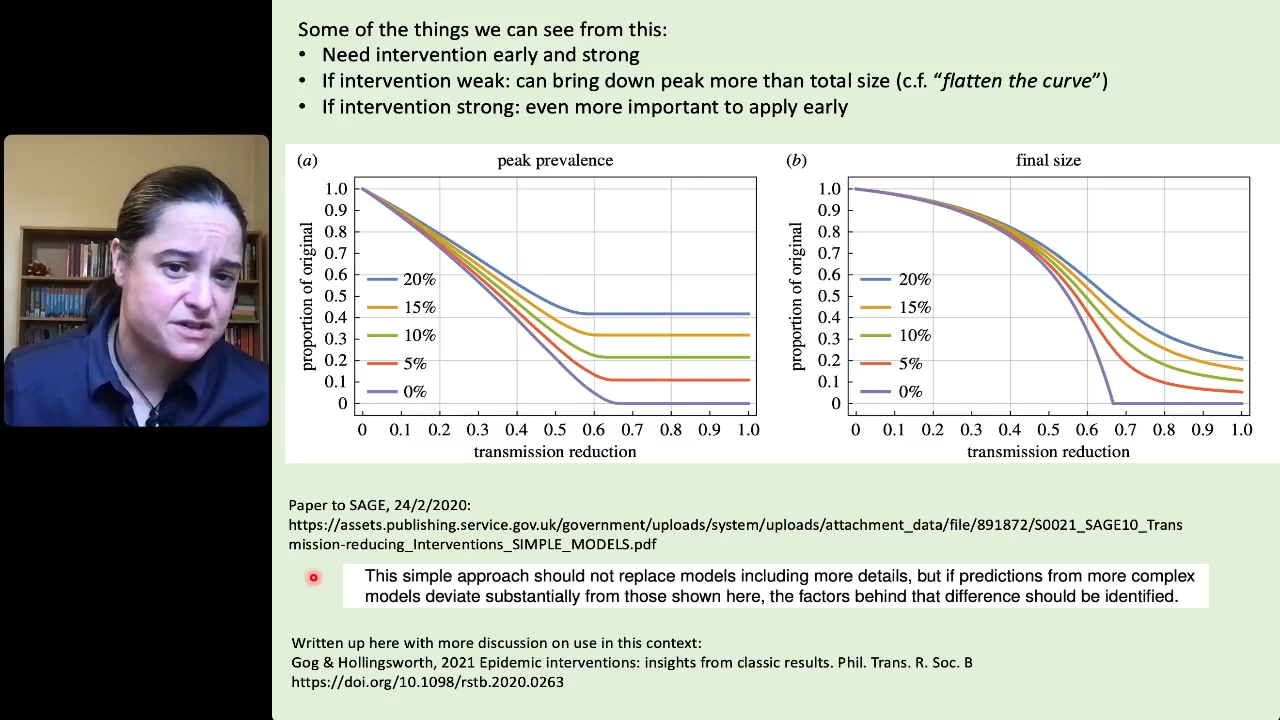 Some of the things we can see from this:
• Need intervention early and strong
• If intervention weak: can bring down peak more than total size (c.f. “flatten the curve”)
• If intervention strong: even more important to apply early
(a) peak prevalence
proportion of original
1.0
0.9
0.8
0.7
0.6
0.5
0.4
0.3
0.2
0.1
0
20%
15%
10%
5%
0%
0 0.1 0.2 0.3 0.4 0.5 0.6 0.7 0.8 0.9 1.0
transmission reduction
(b) final size
proportion of original
1.0
0.9
0.8
0.7
0.6
0.5
0.4
0.3
0.2
0.1
0
20%
15%
10%
5%
0%
0 0.1 0.2 0.3 0.4 0.5 0.6 0.7 0.8 0.9 1.0
transmission reduction
Paper to SAGE, 24/2/2020:
https://assets.publishing.service.gov.uk/government/uploads/system/uploads/attachment_data/file/891872/S0021_SAGE10_Trans
mission-reducing_Interventions_SIMPLE_MODELS.pdf
This simple approach should not replace models including more details, but if predictions from more complex
models deviate substantially from those shown here, the factors behind that difference should be identified.
Written up here with more discussion on use in this context:
Gog & Hollingsworth, 2021 Epidemic interventions: insights from classic results. Phil. Trans. R. Soc. B
https://doi.org/10.1098/rstb.2020.0263